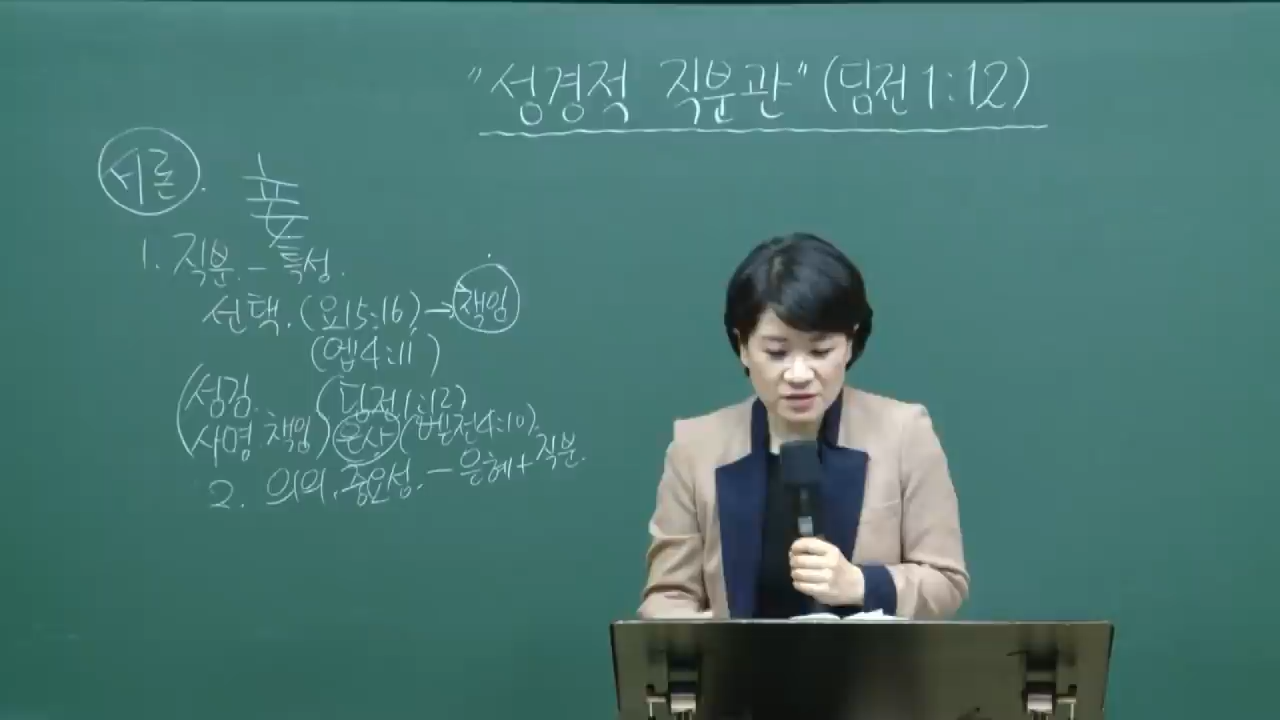 "성경적 직분관" (딤전 1:12)
서론.
1. 직분 - 특성.
선택. (요15:16) → 책임
(엡4:11)
섬김. (딤전1:12)
사명 책임) 은사 (벧전4:10).
2. 의의, 중요성. - 은혜 + 직분.